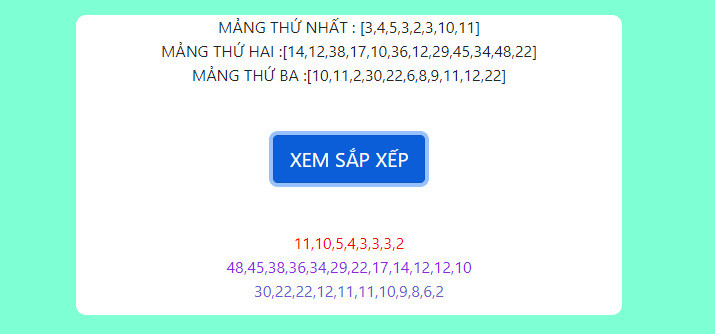 MẢNG THỨ NHẤT : [3,4,5,3,2,3,10,11]
MẢNG THỨ HAI :[14,12,38,17,10,36,12,29,45,34,48,22]
MẢNG THỨ BA :[10,11,2,30,22,6,8,9,11,12,22]
XEM SẮP XẾP
11,10,5,4,3,3,3,2
48,45,38,36,34,29,22,17,14,12,12,10
30,22,22,12,11,11,10,9,8,6,2